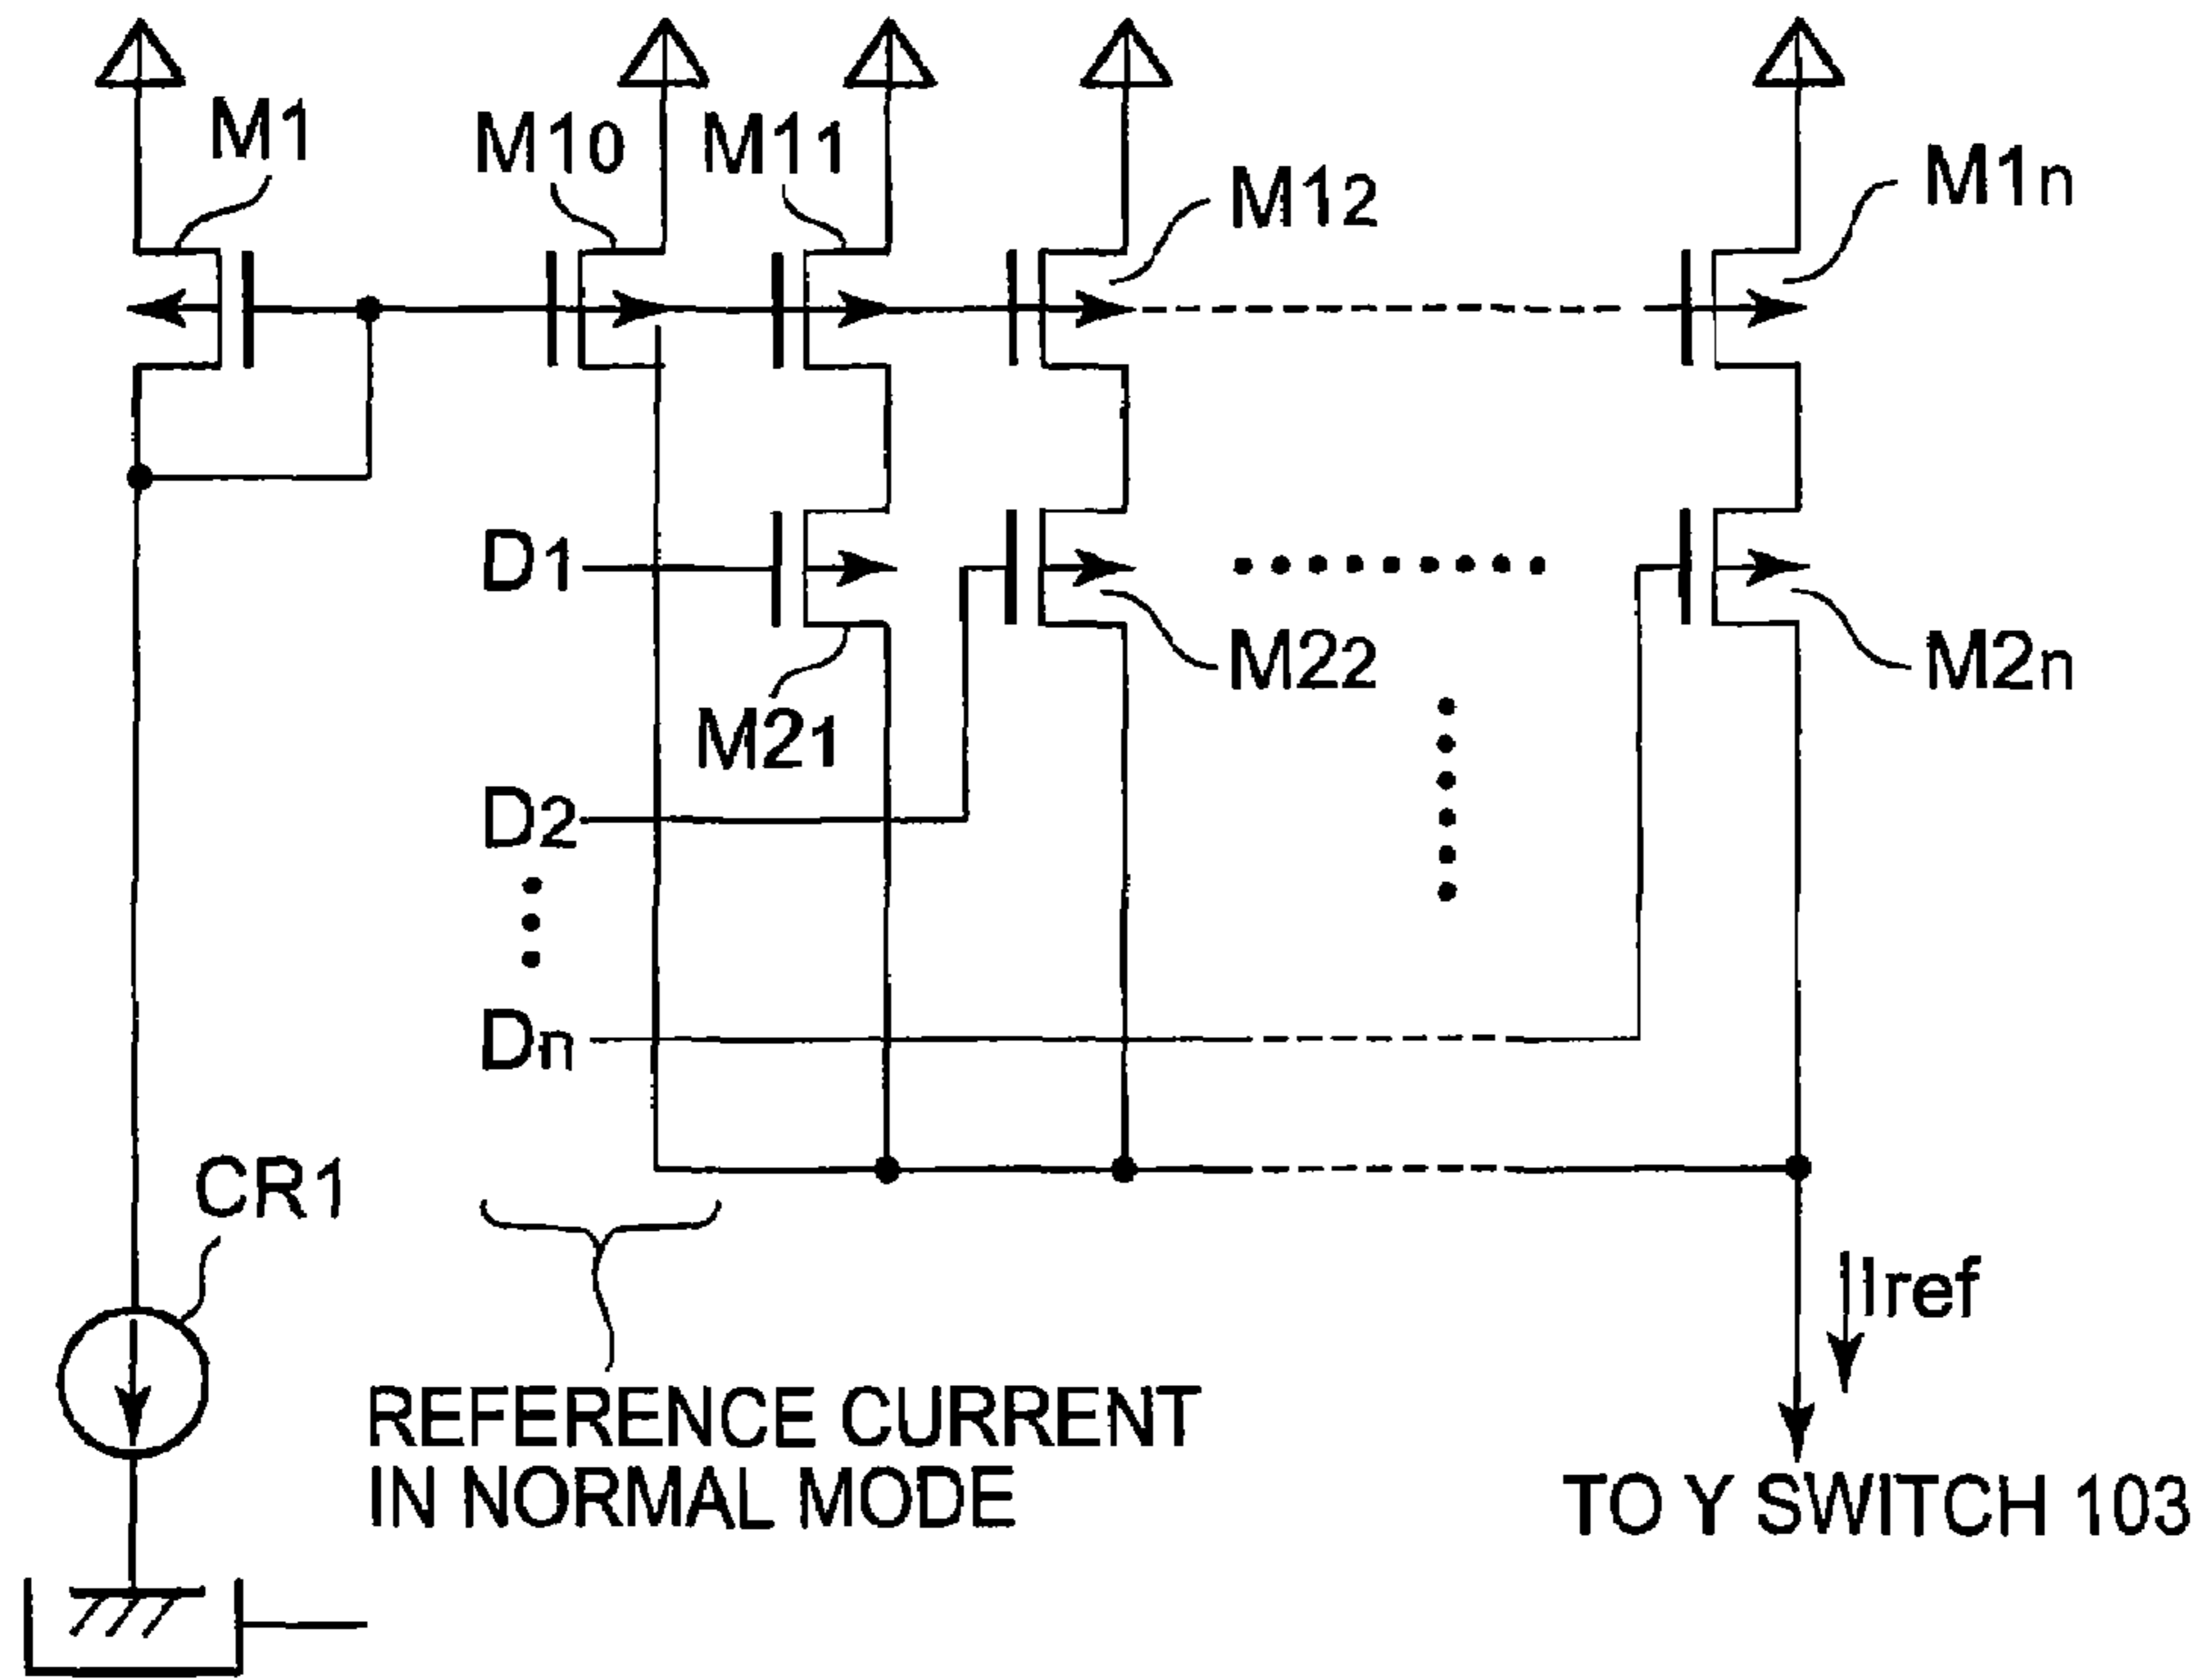 M1
M10
M11
M12
M1n
D1
M21
M22
M2n
D2
Dn
CR1
Iref
REFERENCE CURRENT
IN NORMAL MODE
TO Y SWITCH 103